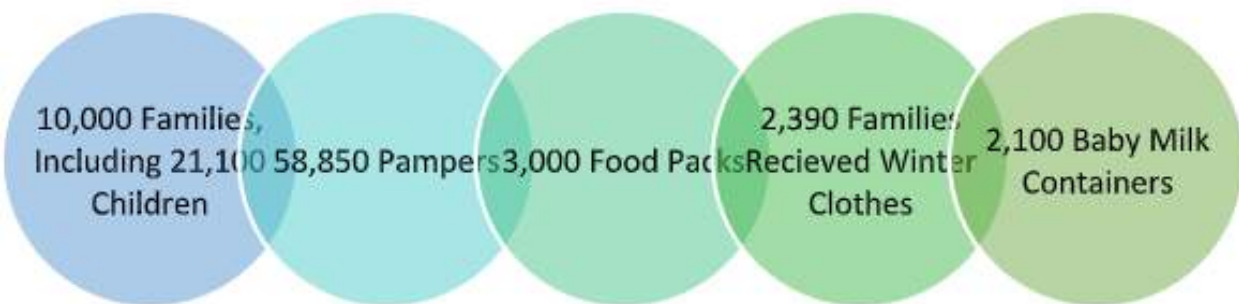 10,000 Families,
Including 21,100
Children
58,850 Pampers
3,000 Food Packs
2,390 Families
Recieved Winter
Clothes
2,100 Baby Milk
Containers